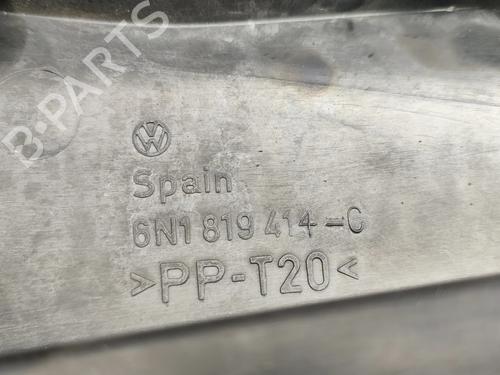 B-PARTS
VW
Spain
6N1 819 414-C
>PP-T20<